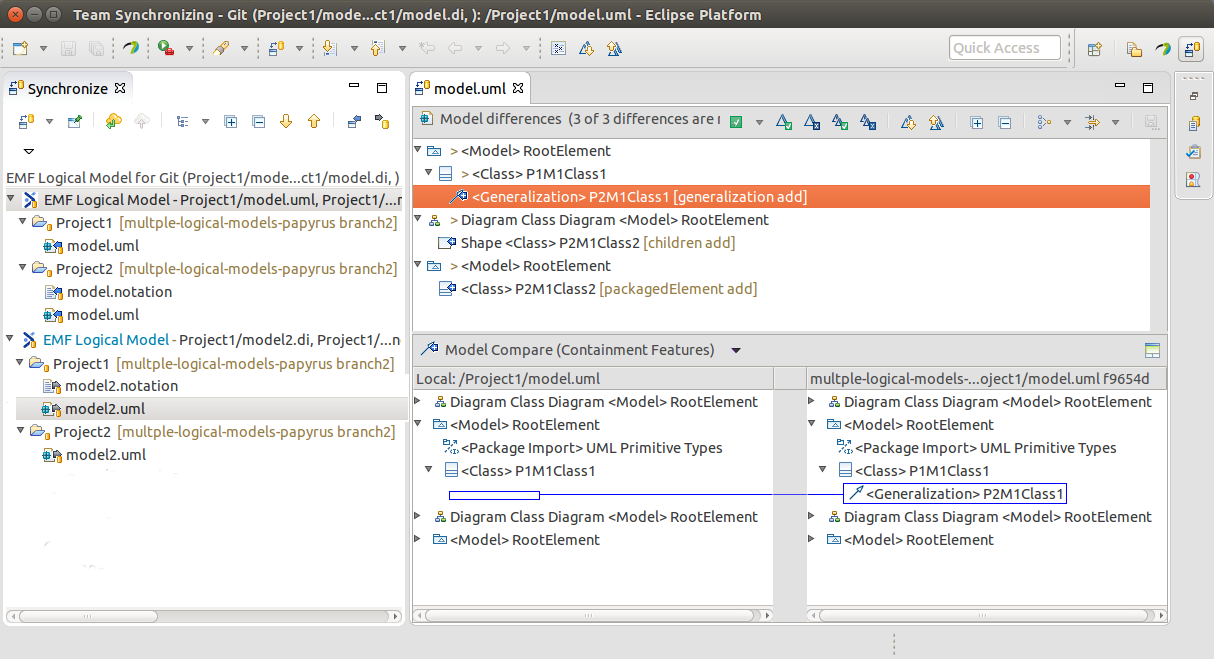 Team Synchronizing - Git (Project1/mode...ct1/model.di, ): /Project1/model.uml - Eclipse Platform
Quick Access
Synchronize
EMF Logical Model for Git (Project1/mode...ct1/model.di, )
EMF Logical Model - Project1/model.uml, Project1/...r
Project1 [multple-logical-models-papyrus branch2]
model.uml
Project2 [multple-logical-models-papyrus branch2]
model.notation
model.uml
EMF Logical Model - Project1/model2.di, Project1/...no
Project1 [multple-logical-models-papyrus branch2]
model2.notation
model2.uml
Project2 [multple-logical-models-papyrus branch2]
model2.uml
model.uml
Model differences (3 of 3 differences are r
> <Model> RootElement
> <Class> P1M1Class1
<Generalization> P2M1Class1 [generalization add]
> Diagram Class Diagram <Model> RootElement
Shape <Class> P2M1Class2 [children add]
> <Model> RootElement
<Class> P2M1Class2 [packagedElement add]
Model Compare (Containment Features)
Local: /Project1/model.uml
Diagram Class Diagram <Model> RootElement
<Model> RootElement
<Package Import> UML Primitive Types
<Class> P1M1Class1
Diagram Class Diagram <Model> RootElement
<Model> RootElement
multple-logical-models-...oject1/model.uml f9654d
Diagram Class Diagram <Model> RootElement
<Model> RootElement
<Package Import> UML Primitive Types
<Class> P1M1Class1
<Generalization> P2M1Class1
Diagram Class Diagram <Model> RootElement
<Model> RootElement